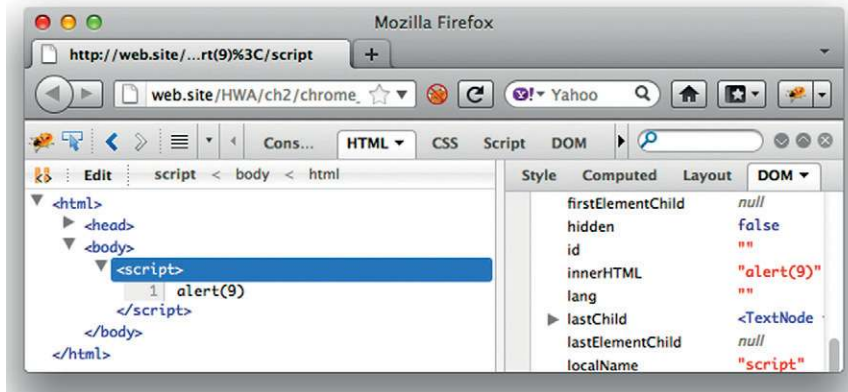 Mozilla Firefox
http://web.site/...rt(9)%3C/script
+
web.site/HWA/ch2/chrome_
Yahoo
Cons... HTML CSS Script DOM
Edit script < body < html
Style Computed Layout DOM
<html>
<head>
<body>
<script>
1 alert(9)
</script>
</body>
</html>
firstElementChild null
hidden false
id ""
innerHTML "alert(9)"
lang ""
lastChild <TextNode
lastElementChild null
localName "script"